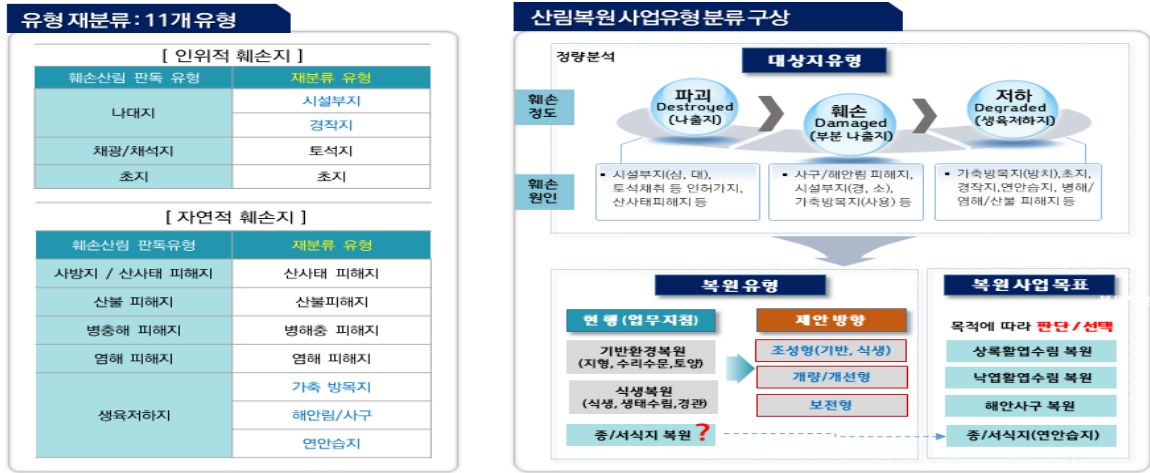 유형 재분류 : 11개 유형
[ 인위적 훼손지 ]
훼손산림 판독 유형 재분류 유형
나대지 시설부지
경작지
채광/채석지 토석지
초지 초지
[ 자연적 훼손지 ]
훼손산림 판독유형 재분류 유형
사방지 / 산사태 피해지 산사태 피해지
산불 피해지 산불피해지
병충해 피해지 병해충 피해지
염해 피해지 염해 피해지
생육저하지 가축 방목지
해안림/사구
연안습지
산림복원 사업유형 분류 구상
정량분석
대상지유형
훼손
정도
파괴
Destroyed
(나출지)
훼손
Damaged
(부분 나출지)
저하
Degraded
(생육저하지)
훼손
원인
▪ 시설부지(심, 대),
토석채취 등 인허가지,
산사태피해지 등
▪ 사구/해안림 피해지,
시설부지(경, 소),
가축방목지(사용) 등
▪ 가축방목지(방치),초지,
경작지,연안습지, 병해/
염해/산불 피해지 등
복원유형
현행(업무지침)
기반환경복원
(지형,수리수문,토양)
식생복원
(식생,생태수림,경관)
종/서식지 복원 ?
제안방향
조성형(기반, 식생)
개량/개선형
보전형
복원사업목표
목적에 따라 판단/선택
상록활엽수림 복원
낙엽활엽수림 복원
해안사구 복원
종/서식지(연안습지)